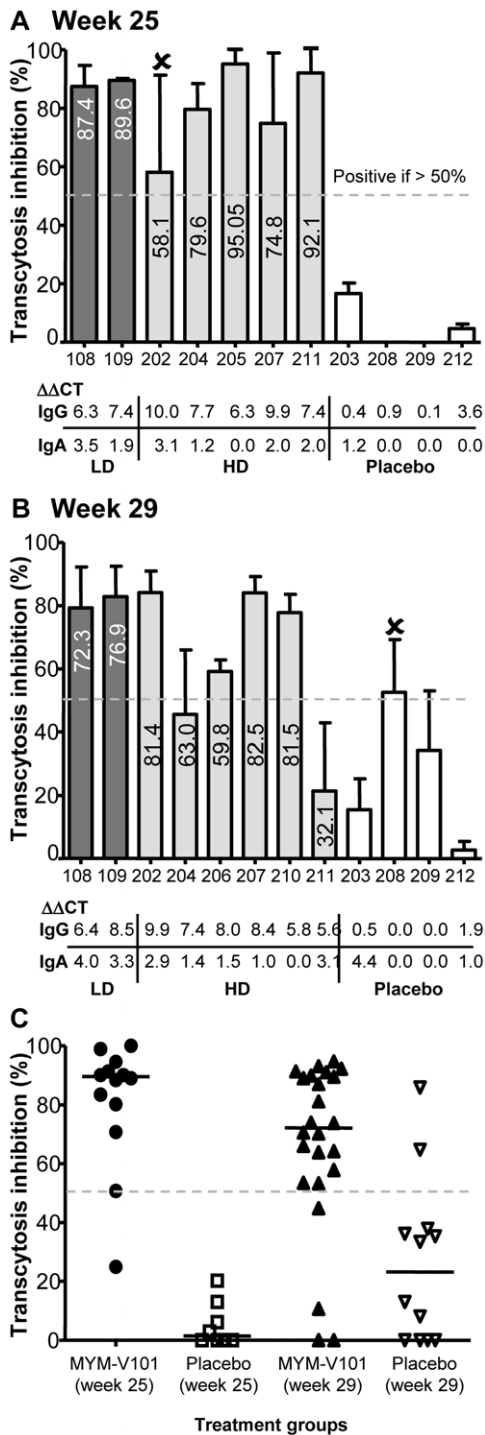 A Week 25
Transcytosis inhibition (%)
100
80
60
40
20
0
87.4
89.6
58.1
79.6
95.05
74.8
92.1
×
Positive if > 50%
108 109 202 204 205 207 211 203 208 209 212
ΔΔCT
IgG 6.3 7.4 10.0 7.7 6.3 9.9 7.4 0.4 0.9 0.1 3.6
IgA 3.5 1.9 3.1 1.2 0.0 2.0 2.0 1.2 0.0 0.0 0.0
LD HD Placebo
B Week 29
Transcytosis inhibition (%)
100
80
60
40
20
0
72.3
76.9
81.4
63.0
59.8
82.5
81.5
32.1
×
108 109 202 204 206 207 210 211 203 208 209 212
ΔΔCT
IgG 6.4 8.5 9.9 7.4 8.0 8.4 5.8 5.6 0.5 0.0 0.0 1.9
IgA 4.0 3.3 2.9 1.4 1.5 1.0 0.0 3.1 4.4 0.0 0.0 1.0
LD HD Placebo
C
Transcytosis inhibition (%)
100
80
60
40
20
0
MYM-V101 Placebo MYM-V101 Placebo
(week 25) (week 25) (week 29) (week 29)
Treatment groups